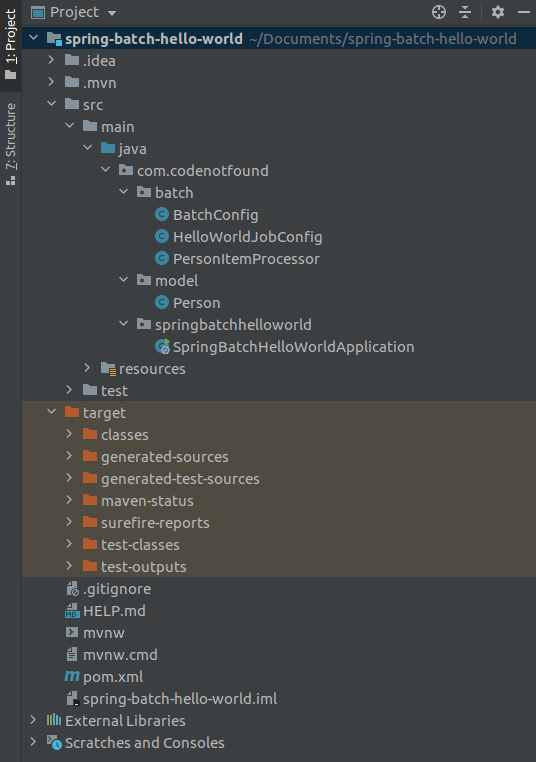 Project
1: Project
7: Structure
spring-batch-hello-world ~/Documents/spring-batch-hello-world
.idea
.mvn
src
main
java
com.codenotfound
batch
BatchConfig
HelloWorldJobConfig
PersonItemProcessor
model
Person
springbatchhelloworld
SpringBatchHelloWorldApplication
resources
test
target
classes
generated-sources
generated-test-sources
maven-status
surefire-reports
test-classes
test-outputs
.gitignore
HELP.md
mvnw
mvnw.cmd
pom.xml
spring-batch-hello-world.iml
External Libraries
Scratches and Consoles